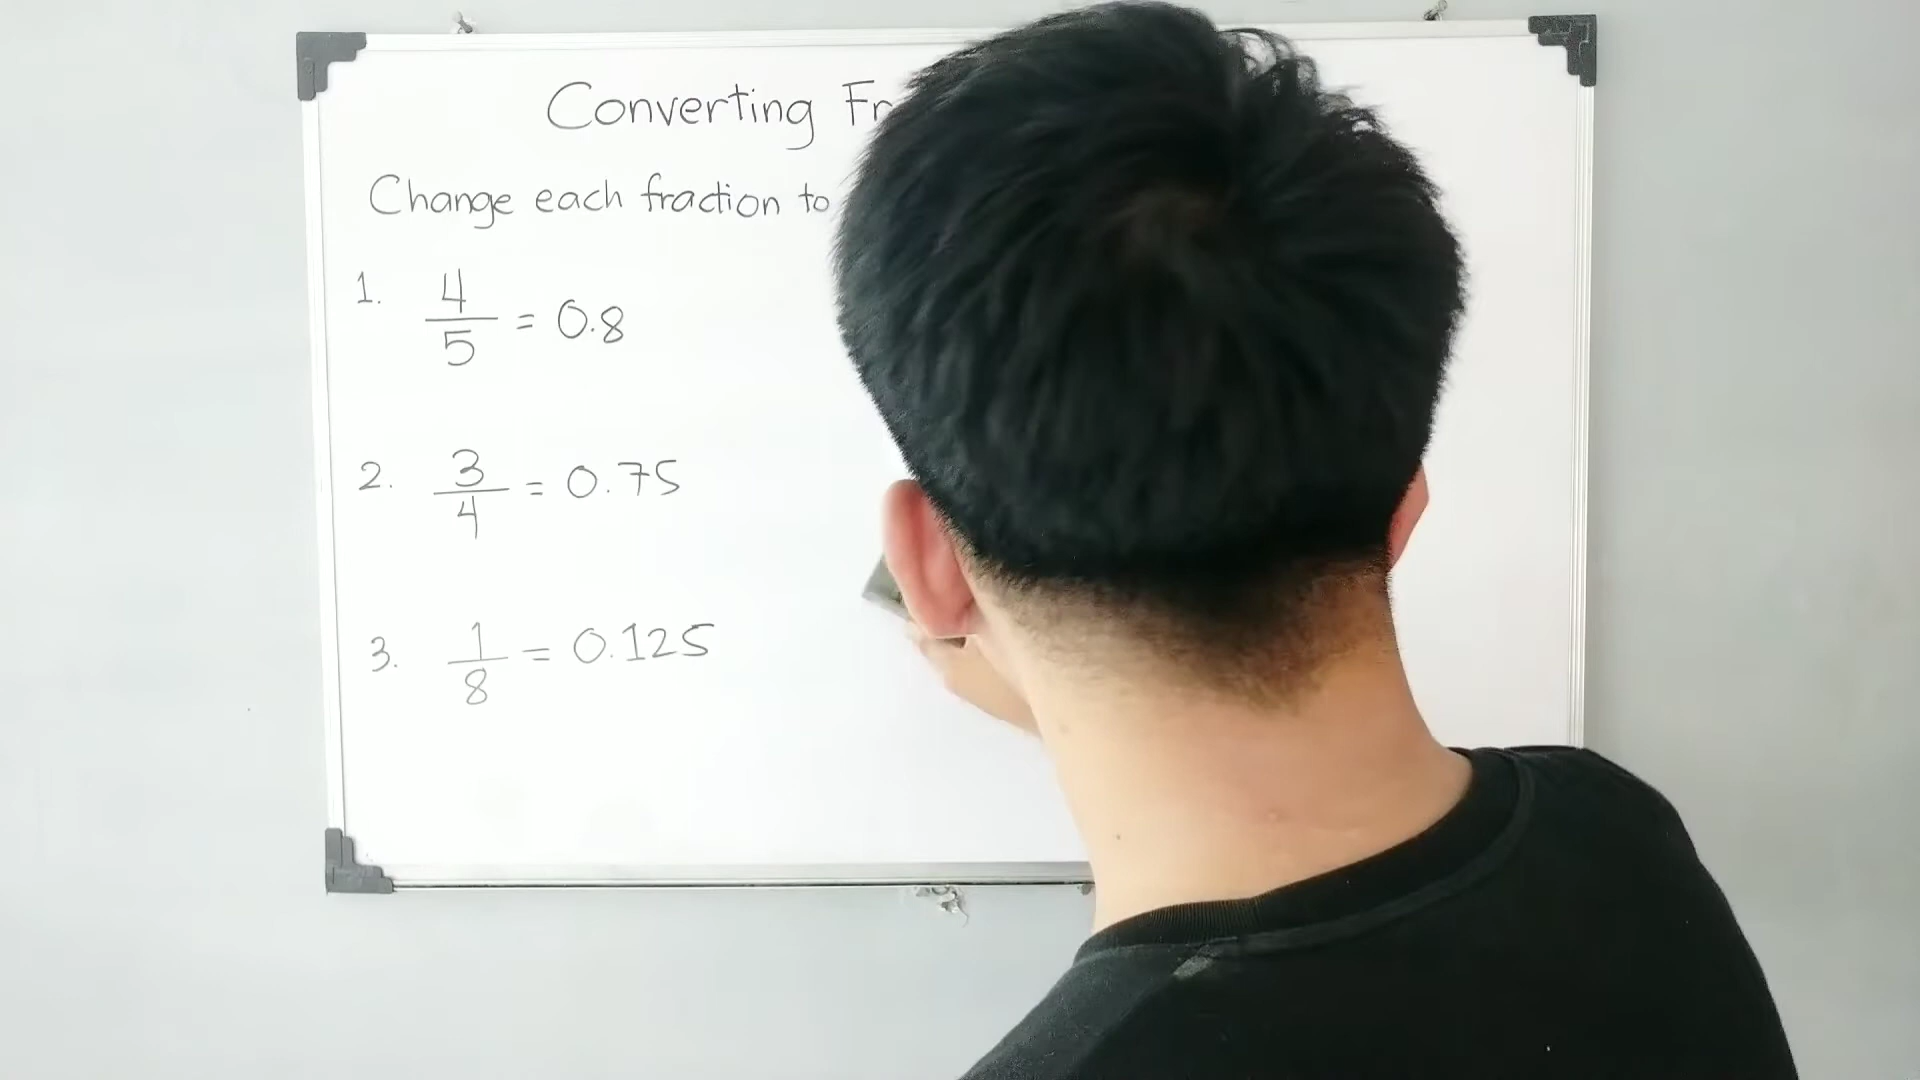 Converting Fr
Change each fraction to
1. 4/5 = 0.8
2. 3/4 = 0.75
3. 1/8 = 0.125